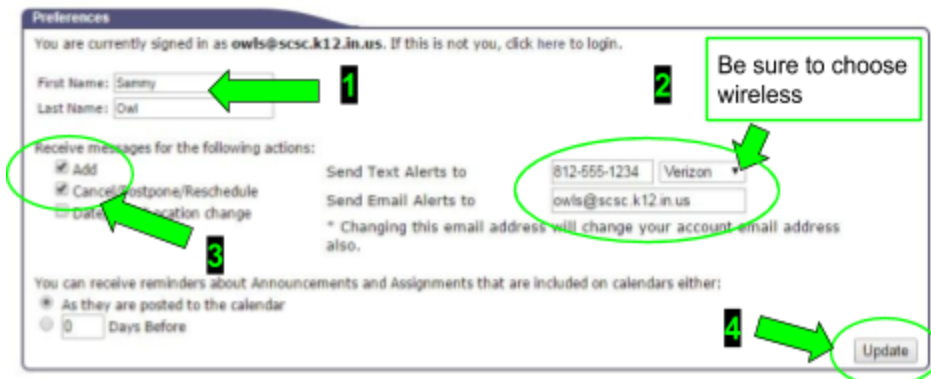 Preferences
You are currently signed in as owls@scsc.k12.in.us. If this is not you, click here to login.
First Name: Sammy
1
2
Be sure to choose
wireless
Last Name: Owl
Receive messages for the following actions:
Add
Send Text Alerts to 812-555-1234 Verizon
Cancel/Postpone/Reschedule
Send Email Alerts to owls@scsc.k12.in.us
location change
* Changing this email address will change your account email address
also.
3
You can receive reminders about Announcements and Assignments that are included on calendars either:
As they are posted to the calendar
0 Days Before
4
Update